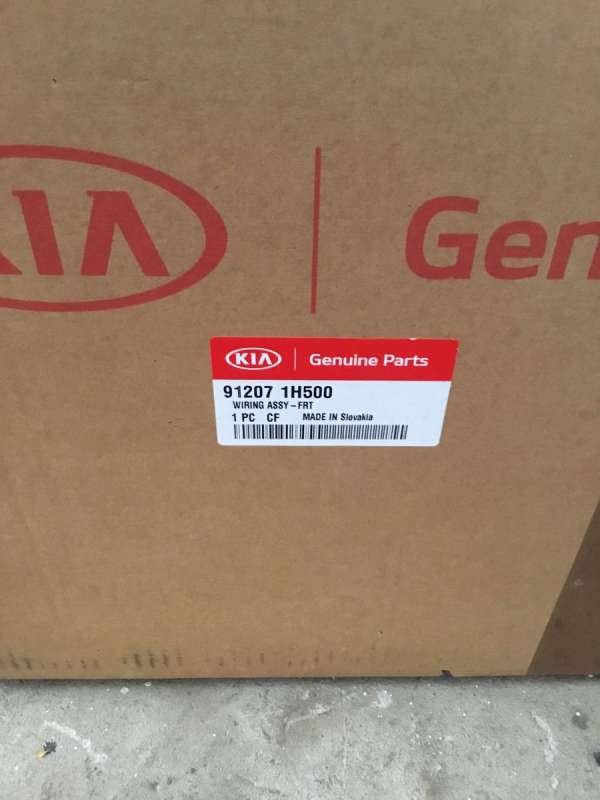 KIA Gen
KIA Genuine Parts
91207 1H500
WIRING ASSY-FRT
1 PC CF MADE IN Slovakia